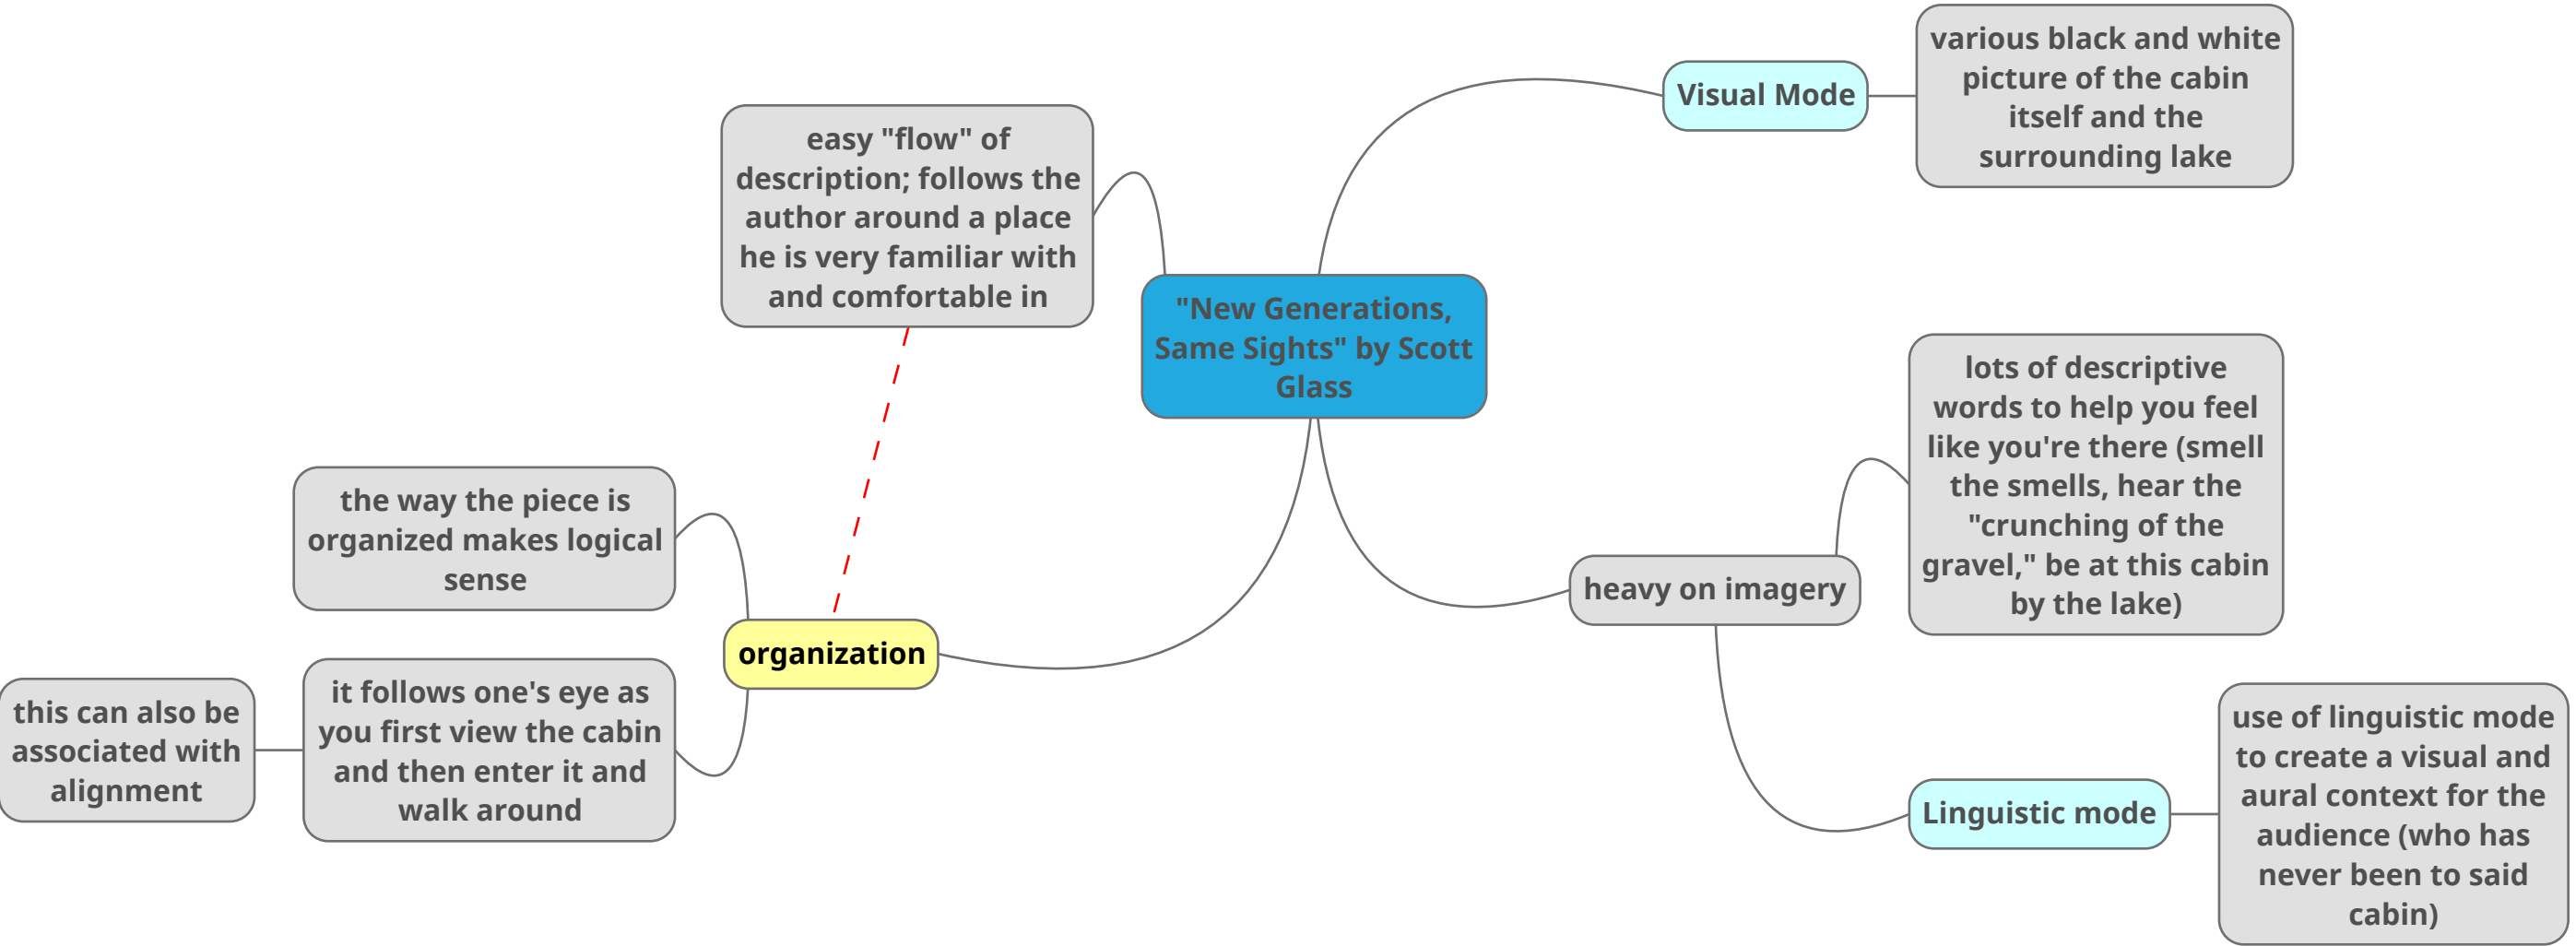 "New Generations,
Same Sights" by Scott
Glass
Visual Mode
various black and white
picture of the cabin
itself and the
surrounding lake
easy "flow" of
description; follows the
author around a place
he is very familiar with
and comfortable in
heavy on imagery
lots of descriptive
words to help you feel
like you're there (smell
the smells, hear the
"crunching of the
gravel," be at this cabin
by the lake)
Linguistic mode
use of linguistic mode
to create a visual and
aural context for the
audience (who has
never been to said
cabin)
organization
the way the piece is
organized makes logical
sense
it follows one's eye as
you first view the cabin
and then enter it and
walk around
this can also be
associated with
alignment